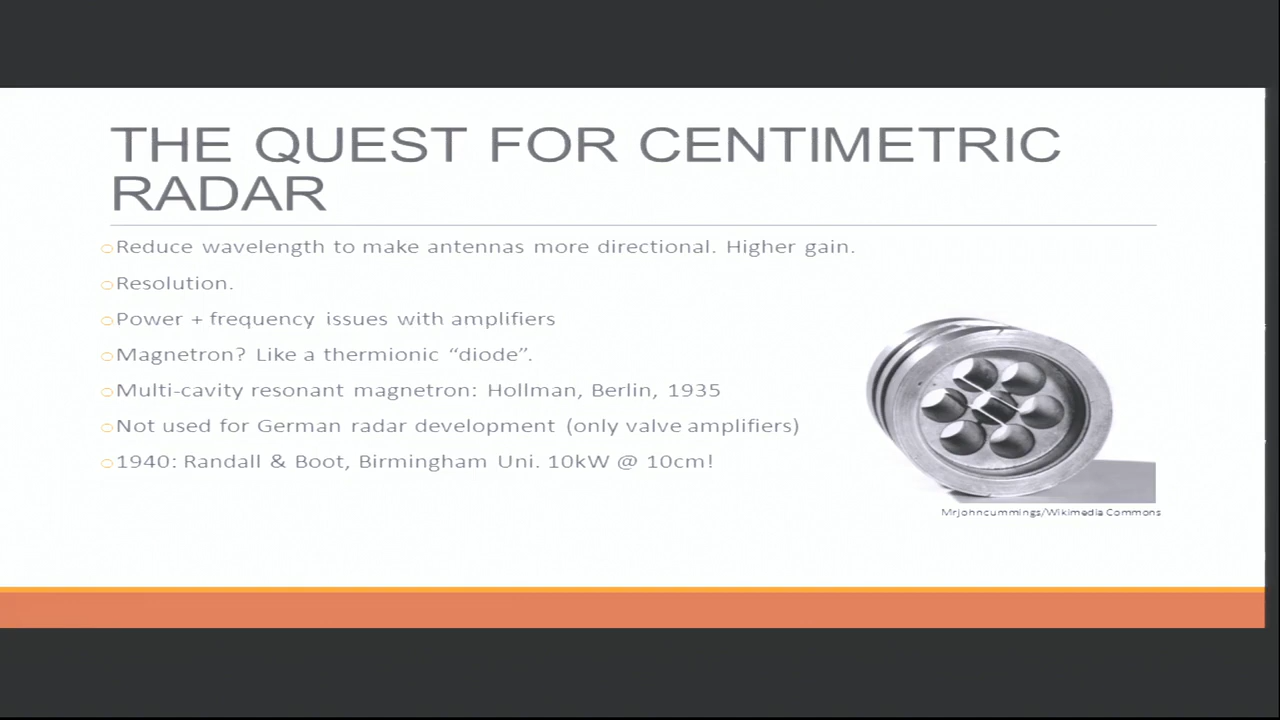 THE QUEST FOR CENTIMETRIC
RADAR
Reduce wavelength to make antennas more directional. Higher gain.
Resolution.
Power + frequency issues with amplifiers
Magnetron? Like a thermionic “diode”.
Multi-cavity resonant magnetron: Hollman, Berlin, 1935
Not used for German radar development (only valve amplifiers)
1940: Randall & Boot, Birmingham Uni. 10kW @ 10cm!
Mrjohncummings/Wikimedia Commons